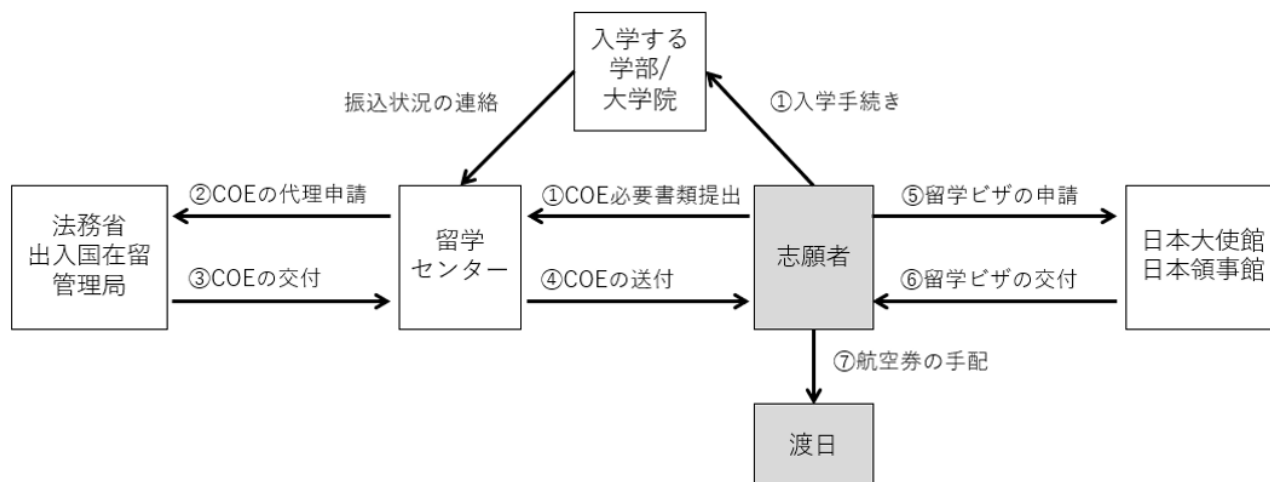 入学する
学部/
大学院
振込状況の連絡
①入学手続き
②COEの代理申請
①COE必要書類提出
⑤留学ビザの申請
法務省
出入国在留
管理局
留学
センター
志願者
日本大使館
日本領事館
③COEの交付
④COEの送付
⑥留学ビザの交付
⑦航空券の手配
渡日